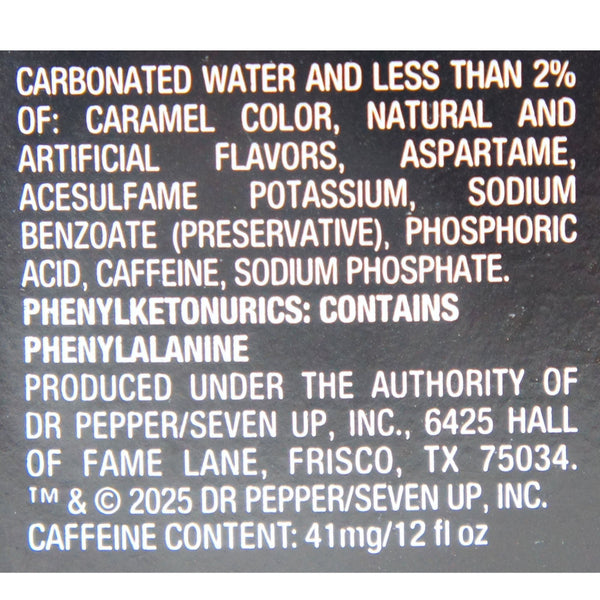 CARBONATED WATER AND LESS THAN 2%
OF: CARAMEL COLOR, NATURAL AND
ARTIFICIAL FLAVORS, ASPARTAME,
ACESULFAME POTASSIUM, SODIUM
BENZOATE (PRESERVATIVE), PHOSPHORIC
ACID, CAFFEINE, SODIUM PHOSPHATE.
PHENYLKETONURICS: CONTAINS
PHENYLALANINE
PRODUCED UNDER THE AUTHORITY OF
DR PEPPER/SEVEN UP, INC., 6425 HALL
OF FAME LANE, FRISCO, TX 75034.
™ & © 2025 DR PEPPER/SEVEN UP, INC.
CAFFEINE CONTENT: 41mg/12 fl oz